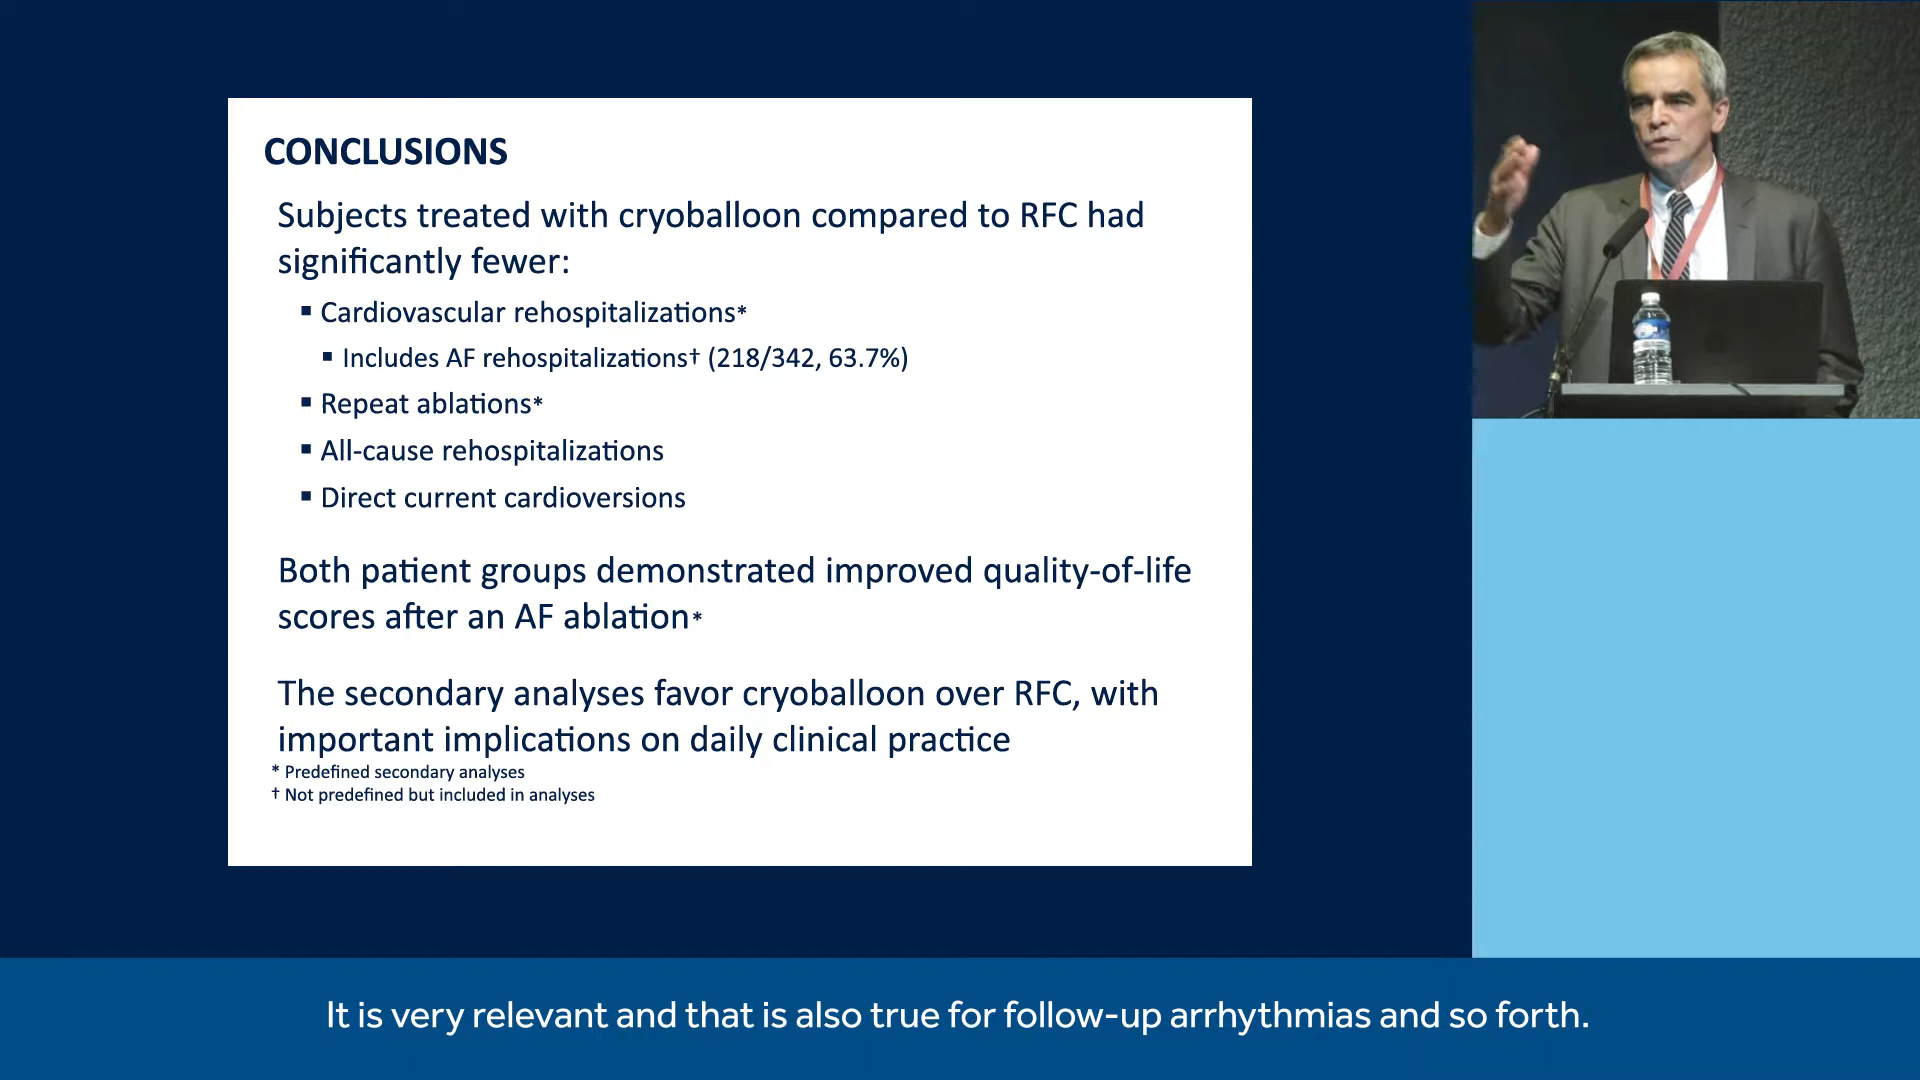 CONCLUSIONS
Subjects treated with cryoballoon compared to RFC had
significantly fewer:
▪ Cardiovascular rehospitalizations*
▪ Includes AF rehospitalizations† (218/342, 63.7%)
▪ Repeat ablations*
▪ All-cause rehospitalizations
▪ Direct current cardioversions
Both patient groups demonstrated improved quality-of-life
scores after an AF ablation*
The secondary analyses favor cryoballoon over RFC, with
important implications on daily clinical practice
* Predefined secondary analyses
† Not predefined but included in analyses
It is very relevant and that is also true for follow-up arrhythmias and so forth.